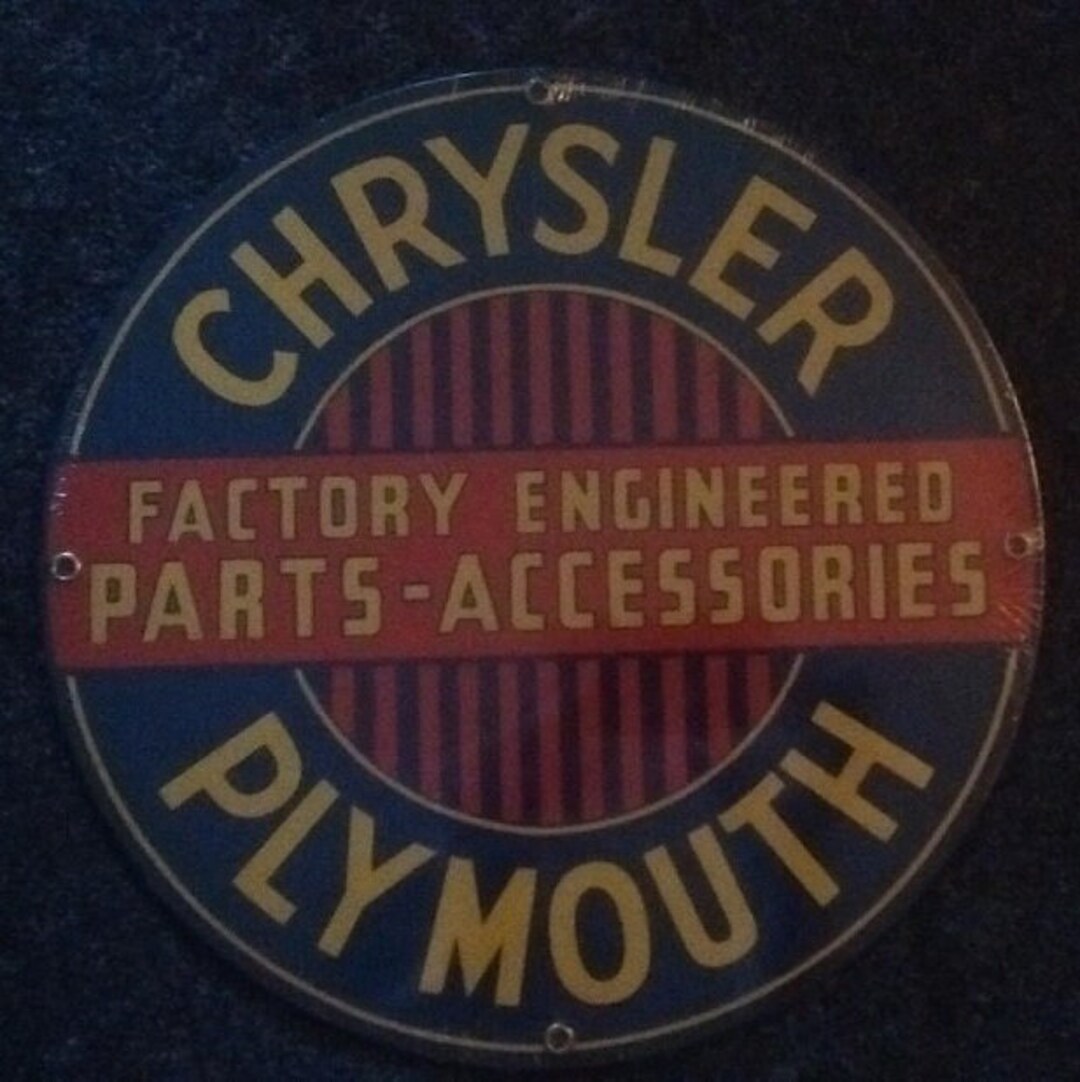 CHRYSLER
FACTORY ENGINEERED
PARTS-ACCESSORIES
PLYMOUTH